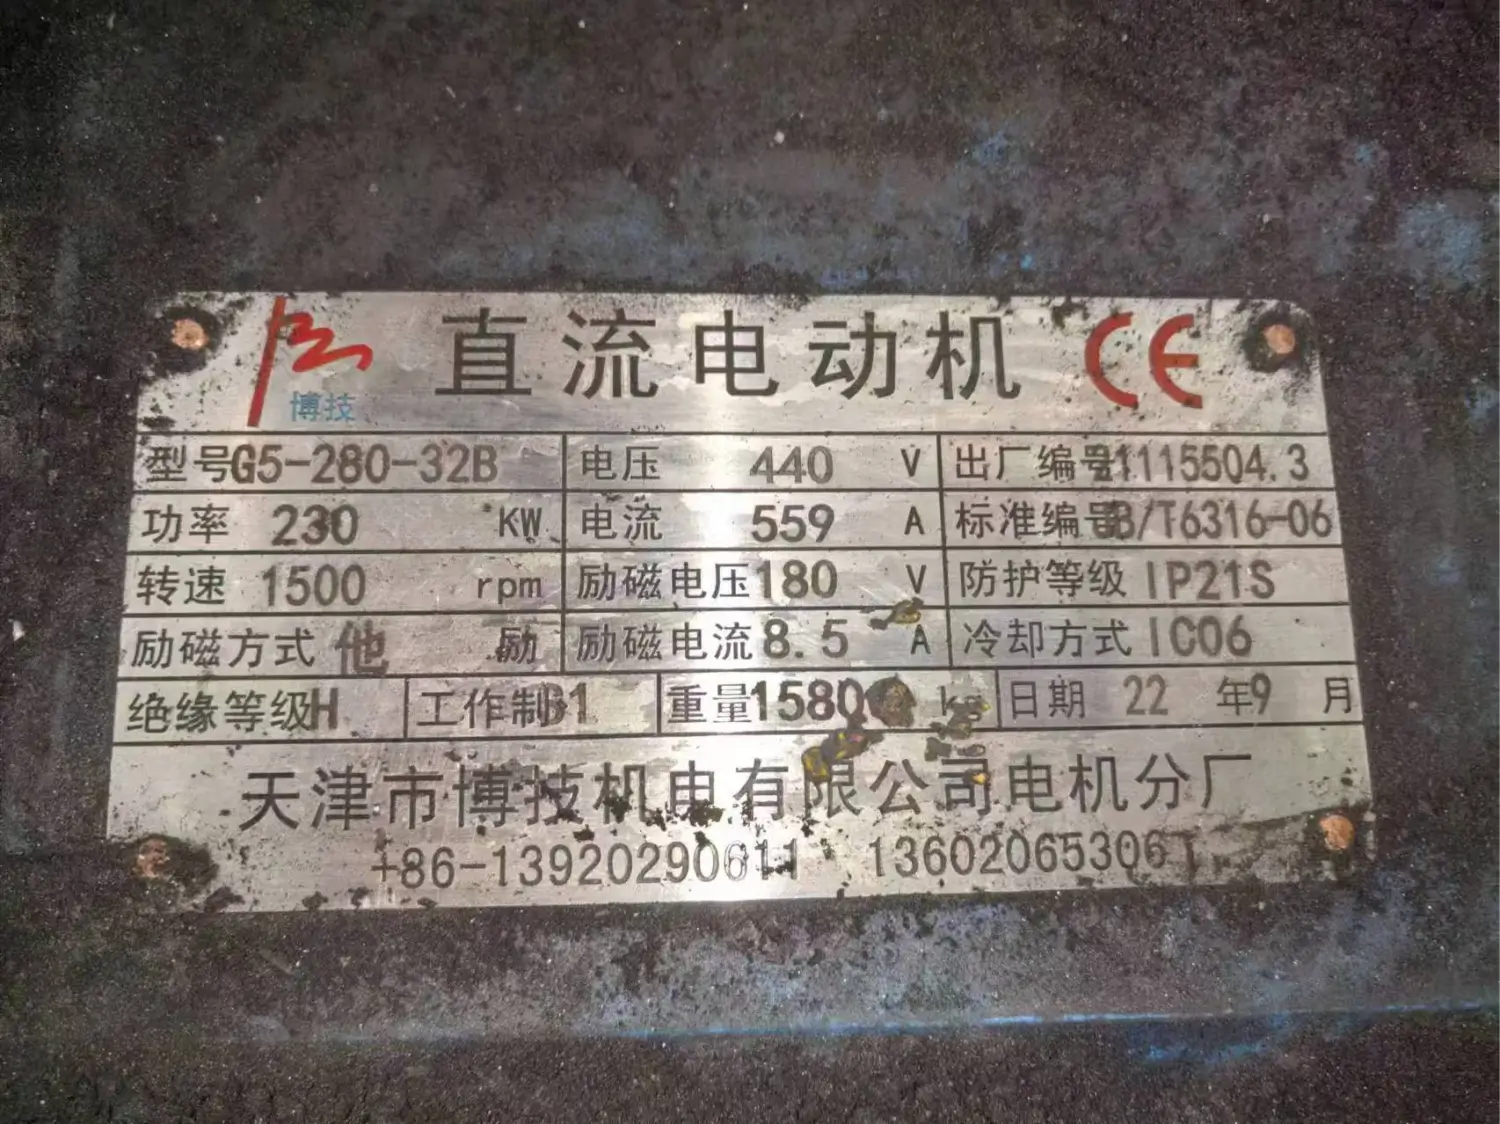 博技 直流电动机 CE
型号G5-280-32B 电压 440 V 出厂编号21115504.3
功率 230 KW 电流 559 A 标准编号GB/T6316-06
转速 1500 rpm 励磁电压180 V 防护等级 IP21S
励磁方式 他 励 励磁电流8.5 A 冷却方式 IC06
绝缘等级H 工作制 重量1580 kg 日期 22 年9 月
天津市博技机电有限公司电机分厂
+86-13920290611 13602065306